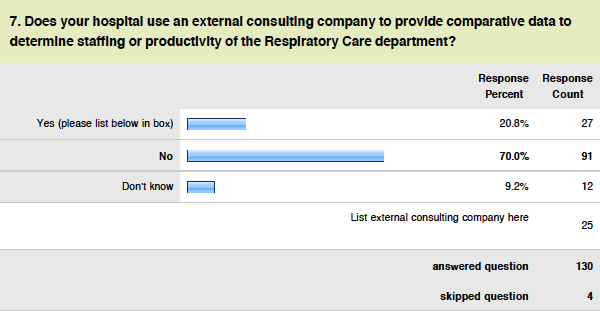 7. Does your hospital use an external consulting company to provide comparative data to
determine staffing or productivity of the Respiratory Care department?
Response Percent Response Count
Yes (please list below in box) 20.8% 27
No 70.0% 91
Don't know 9.2% 12
List external consulting company here 25
answered question 130
skipped question 4